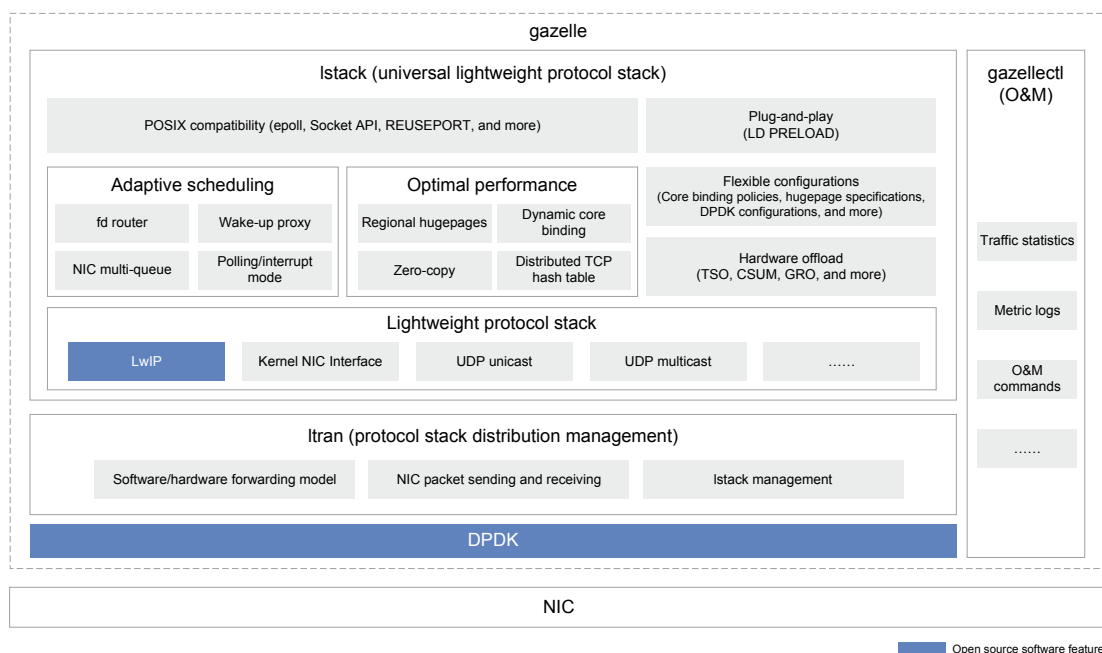 gazelle
lstack (universal lightweight protocol stack)
POSIX compatibility (epoll, Socket API, REUSEPORT, and more)
Plug-and-play
(LD PRELOAD)
Adaptive scheduling
fd router
Wake-up proxy
NIC multi-queue
Polling/interrupt
mode
Optimal performance
Regional hugepages
Dynamic core
binding
Zero-copy
Distributed TCP
hash table
Flexible configurations
(Core binding policies, hugepage specifications,
DPDK configurations, and more)
Hardware offload
(TSO, CSUM, GRO, and more)
Lightweight protocol stack
LwIP
Kernel NIC Interface
UDP unicast
UDP multicast
……
ltran (protocol stack distribution management)
Software/hardware forwarding model
NIC packet sending and receiving
lstack management
DPDK
gazellectl
(O&M)
Traffic statistics
Metric logs
O&M
commands
……
NIC
Open source software feature